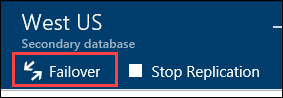 West US
Secondary database
Failover
Stop Replication